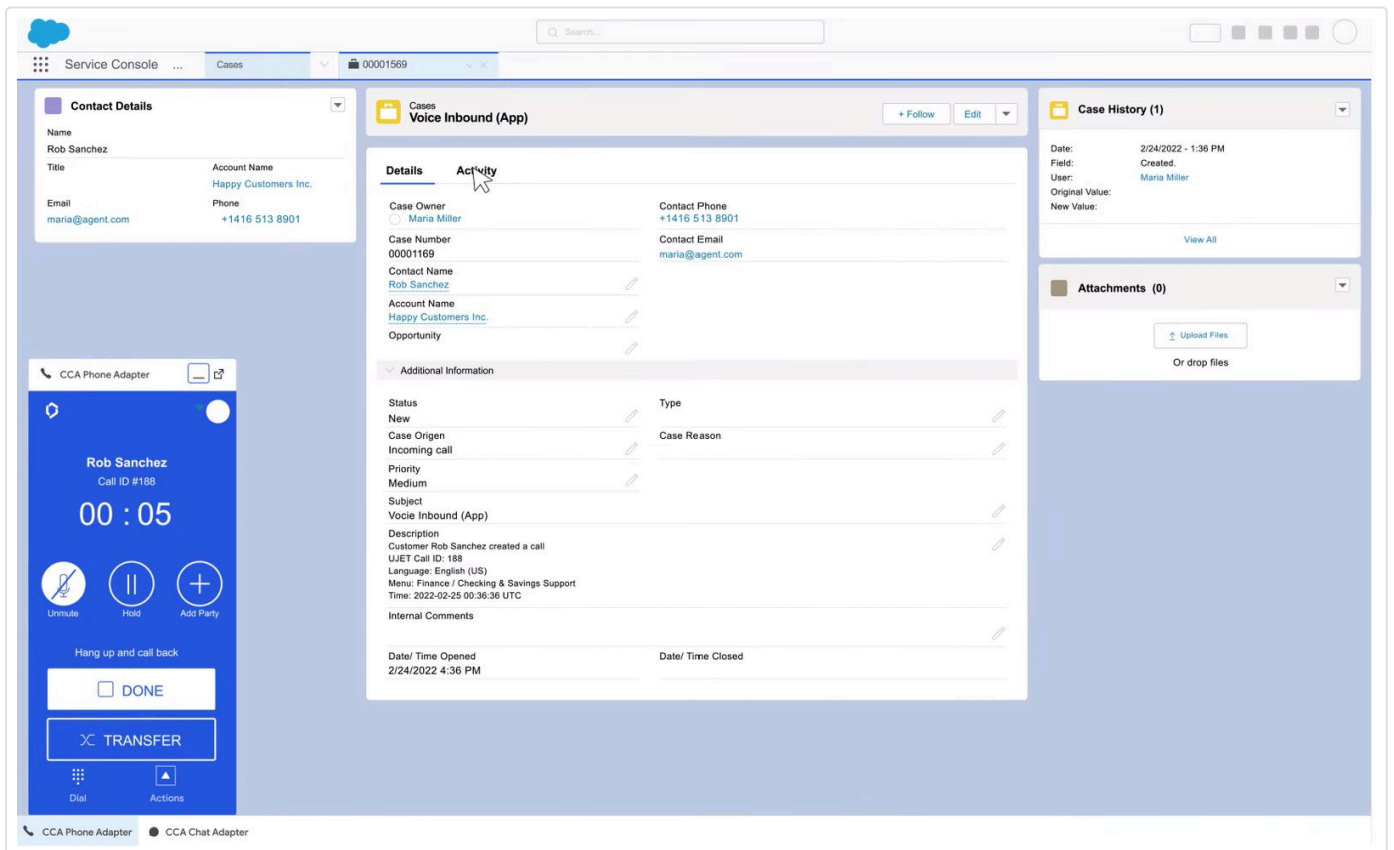 Search...
Service Console ... Cases 00001569
Contact Details
Name
Rob Sanchez
Title Account Name
Happy Customers Inc.
Email Phone
maria@agent.com +1416 513 8901
CCA Phone Adapter
Rob Sanchez
Call ID #188
00 : 05
Unmute Hold Add Party
Hang up and call back
DONE
TRANSFER
Dial Actions
Cases
Voice Inbound (App)
+ Follow Edit
Details Activity
Case Owner Contact Phone
Maria Miller +1416 513 8901
Case Number Contact Email
00001169 maria@agent.com
Contact Name
Rob Sanchez
Account Name
Happy Customers Inc.
Opportunity
Additional Information
Status Type
New
Case Origen Case Reason
Incoming call
Priority
Medium
Subject
Vocie Inbound (App)
Description
Customer Rob Sanchez created a call
UJET Call ID: 188
Language: English (US)
Menu: Finance / Checking & Savings Support
Time: 2022-02-25 00:36:36 UTC
Internal Comments
Date/ Time Opened Date/ Time Closed
2/24/2022 4:36 PM
Case History (1)
Date: 2/24/2022 - 1:36 PM
Field: Created.
User: Maria Miller
Original Value:
New Value:
View All
Attachments (0)
Upload Files
Or drop files
CCA Phone Adapter CCA Chat Adapter